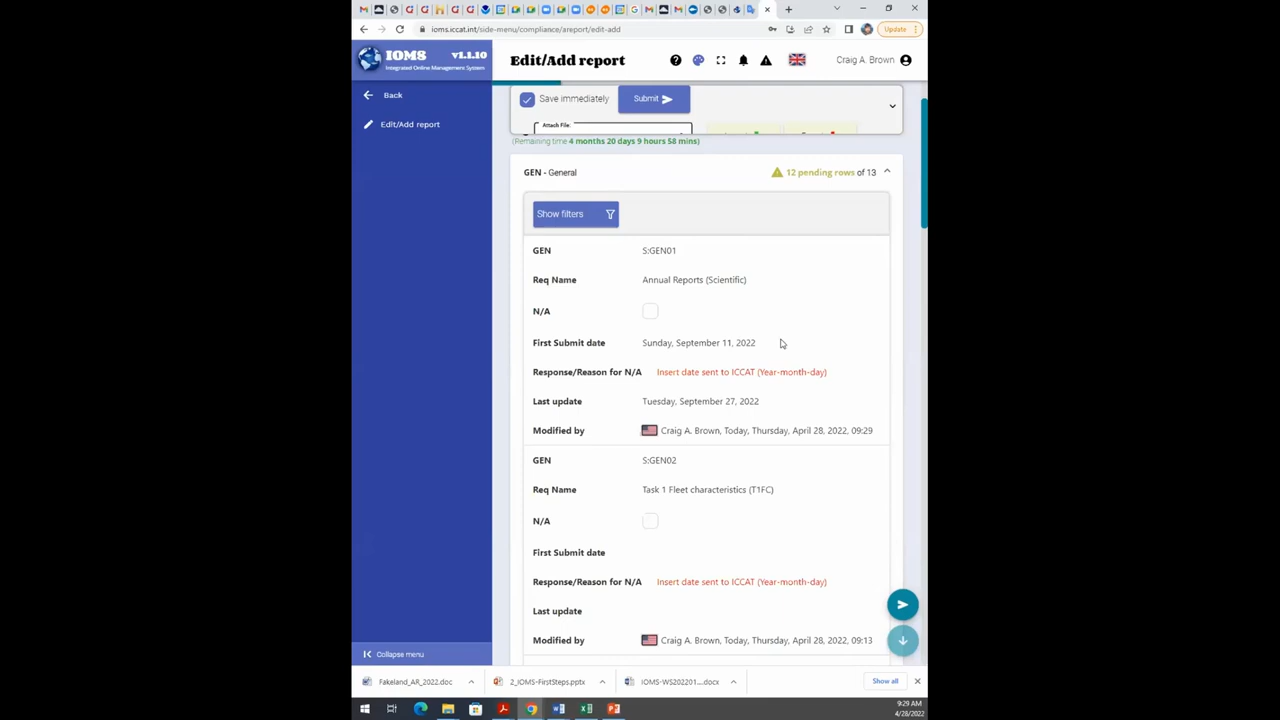 ioms.iccat.int/side-menu/compliance/areport/edit-add
Update
IOMS v1.1.10
Integrated Online Management System
Edit/Add report
Craig A. Brown
Back
Edit/Add report
Save immediately
Submit
Attach File:
(Remaining time 4 months 20 days 9 hours 58 mins)
GEN - General
12 pending rows of 13
Show filters
GEN S:GEN01
Req Name Annual Reports (Scientific)
N/A
First Submit date Sunday, September 11, 2022
Response/Reason for N/A Insert date sent to ICCAT (Year-month-day)
Last update Tuesday, September 27, 2022
Modified by Craig A. Brown, Today, Thursday, April 28, 2022, 09:29
GEN S:GEN02
Req Name Task 1 Fleet characteristics (T1FC)
N/A
First Submit date
Response/Reason for N/A Insert date sent to ICCAT (Year-month-day)
Last update
Modified by Craig A. Brown, Today, Thursday, April 28, 2022, 09:13
Collapse menu
Fakeland_AR_2022.doc
2_IOMS-FirstSteps.pptx
IOMS-WS202201....docx
Show all
9:29 AM
4/28/2022